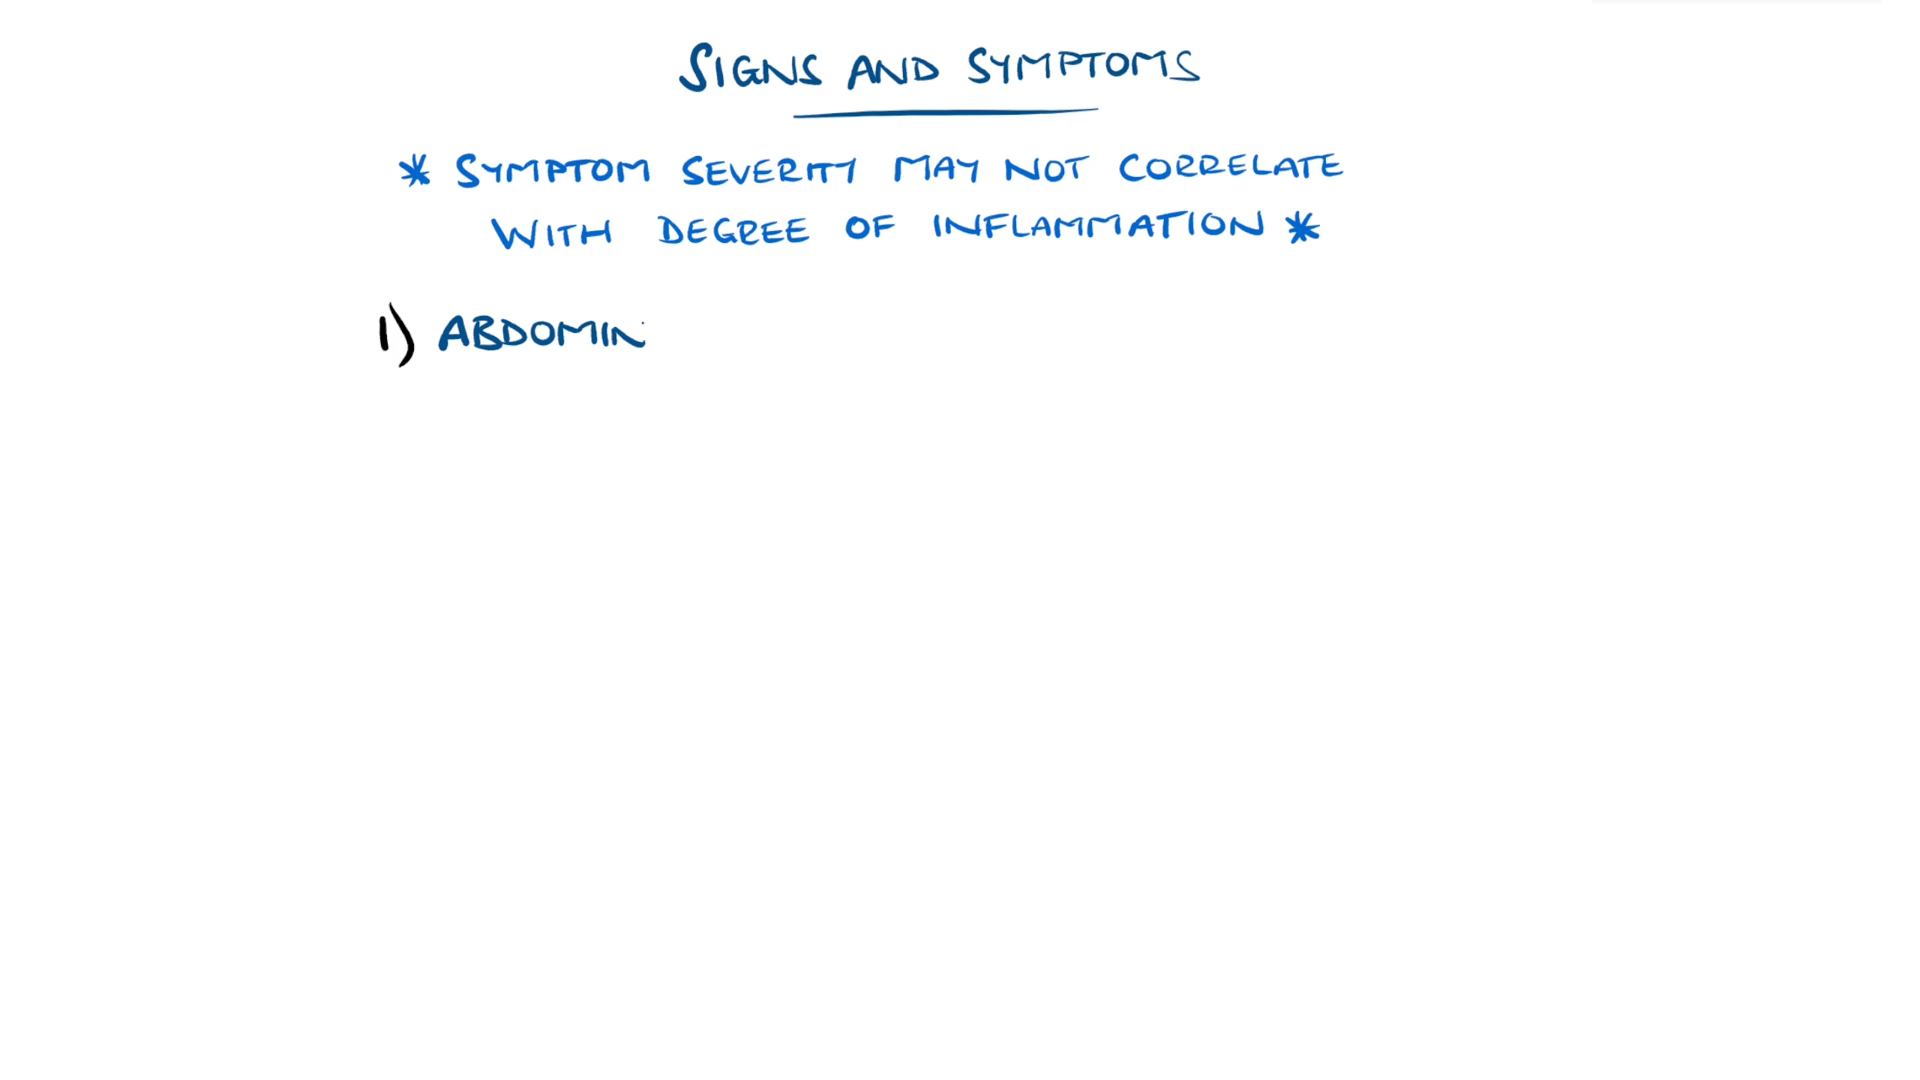 SIGNS AND SYMPTOMS
* SYMPTOM SEVERITY MAY NOT CORRELATE
WITH DEGREE OF INFLAMMATION *
1) ABDOMIN